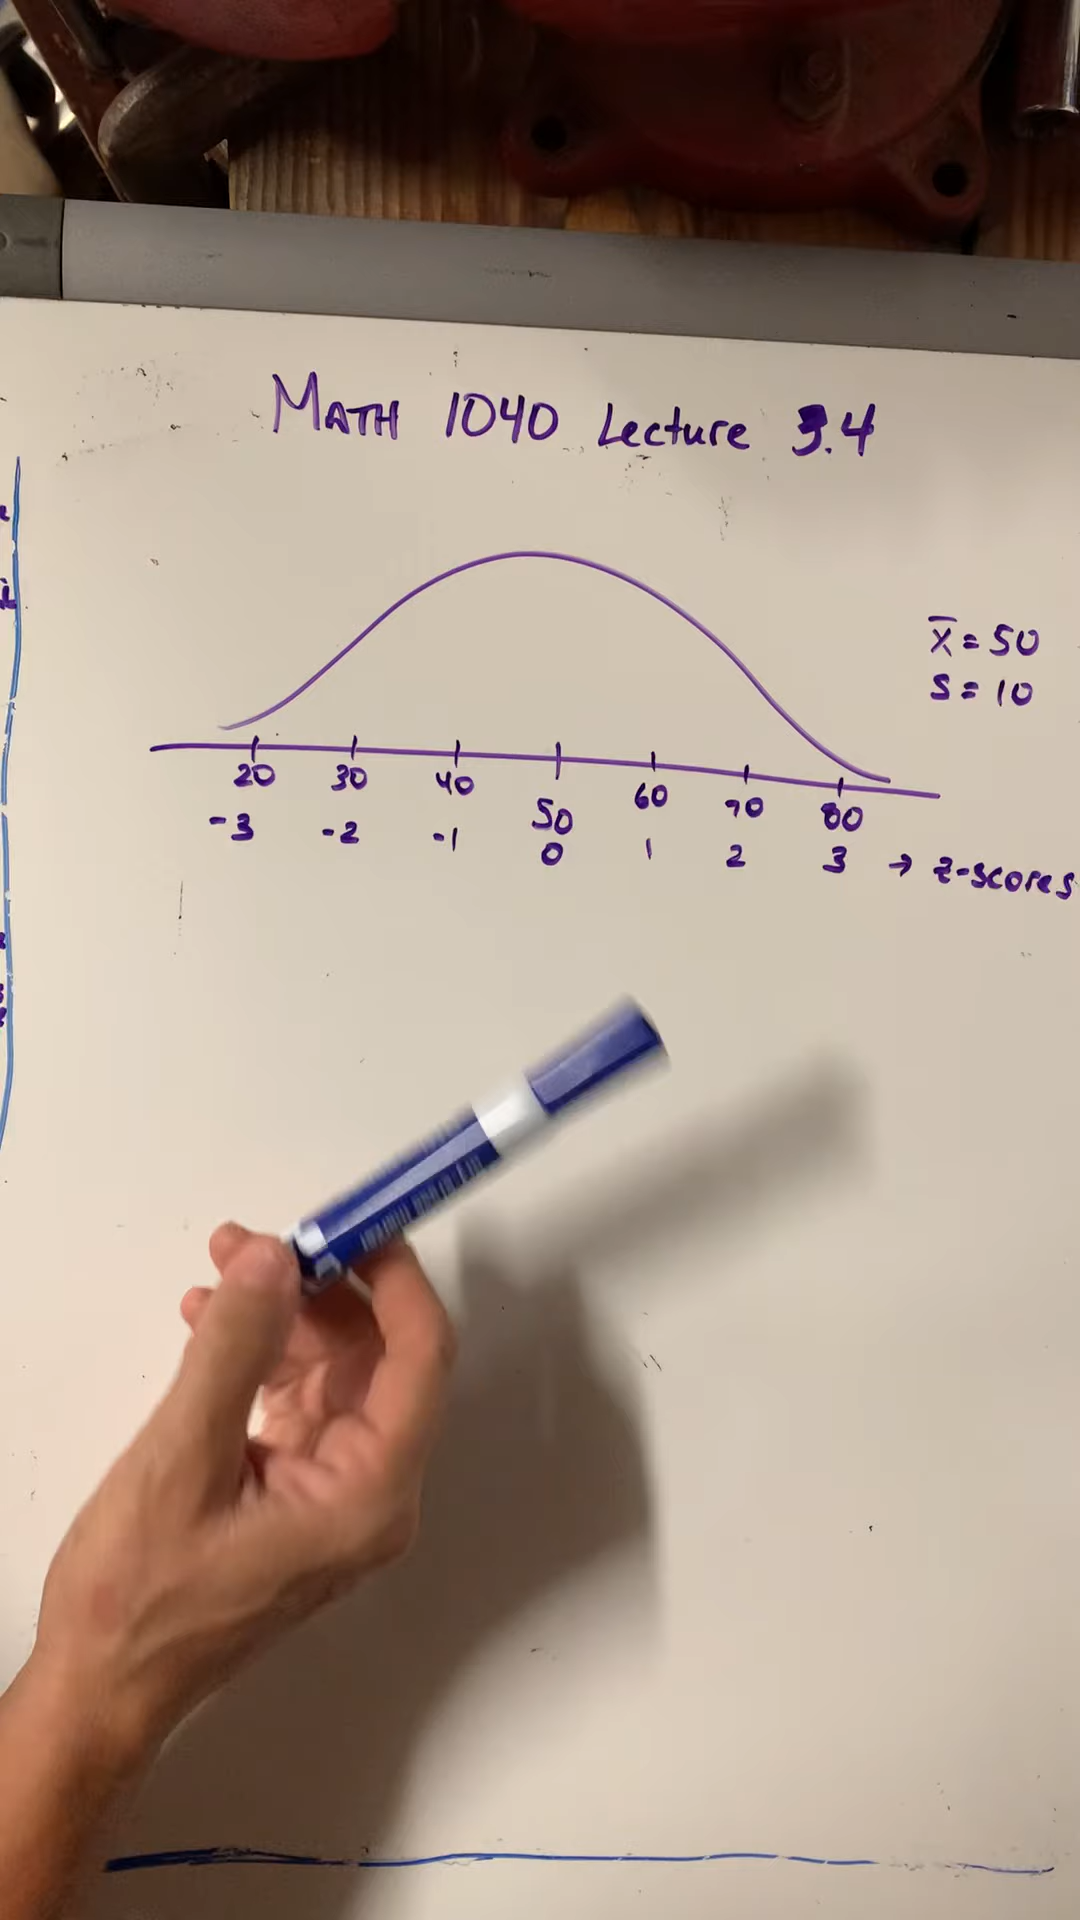 MATH 1040 Lecture 3.4
x̄ = 50
s = 10
20 30 40 50 60 70 80
-3 -2 -1 0 1 2 3 → z-scores